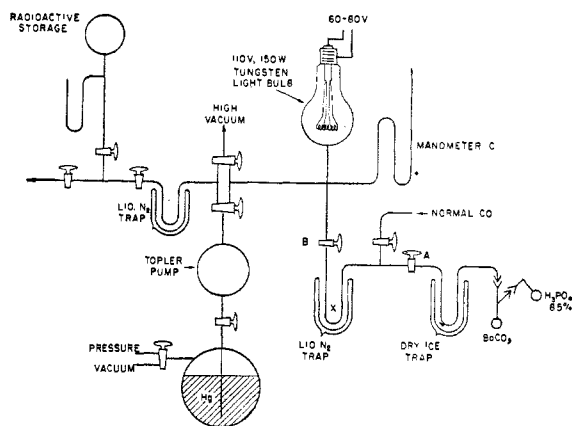 RADIOACTIVE
STORAGE
60-80V
110V, 150W
TUNGSTEN
LIGHT BULB
HIGH
VACUUM
MANOMETER C
LIQ. N₂
TRAP
NORMAL CO
B
A
TOPLER
PUMP
X
H₃PO₄
85%
BaCO₃
LIQ N₂
TRAP
DRY ICE
TRAP
PRESSURE
VACUUM
Hg